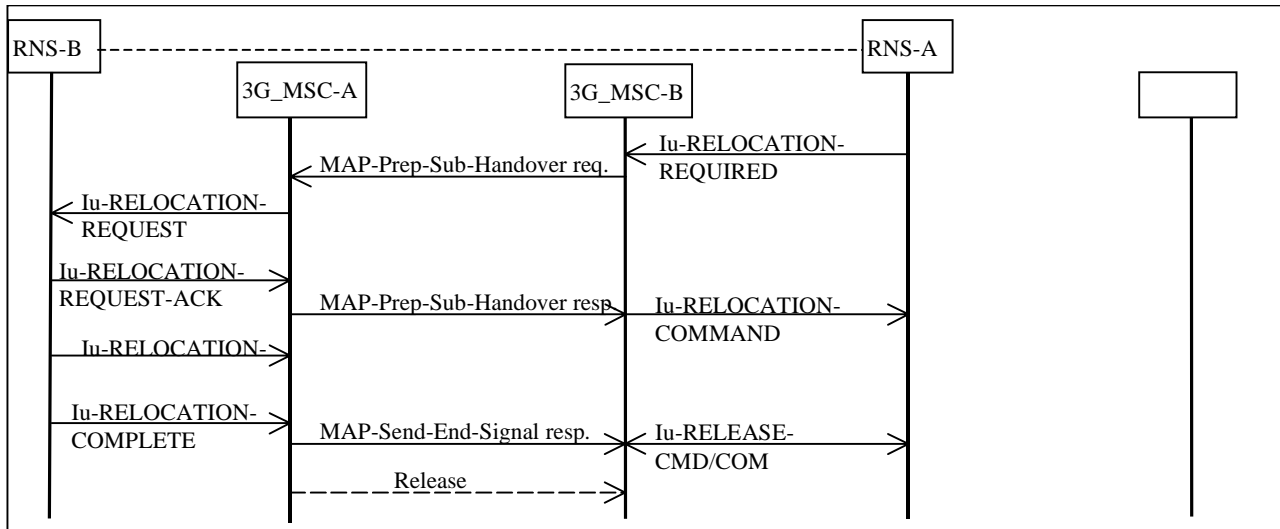 RNS-B
RNS-A
3G_MSC-A
3G_MSC-B
Iu-RELOCATION-
REQUIRED
MAP-Prep-Sub-Handover req.
Iu-RELOCATION-
REQUEST
Iu-RELOCATION-
REQUEST-ACK
MAP-Prep-Sub-Handover resp
Iu-RELOCATION-
COMMAND
Iu-RELOCATION-
Iu-RELOCATION-
COMPLETE
MAP-Send-End-Signal resp.
Iu-RELEASE-
CMD/COM
Release